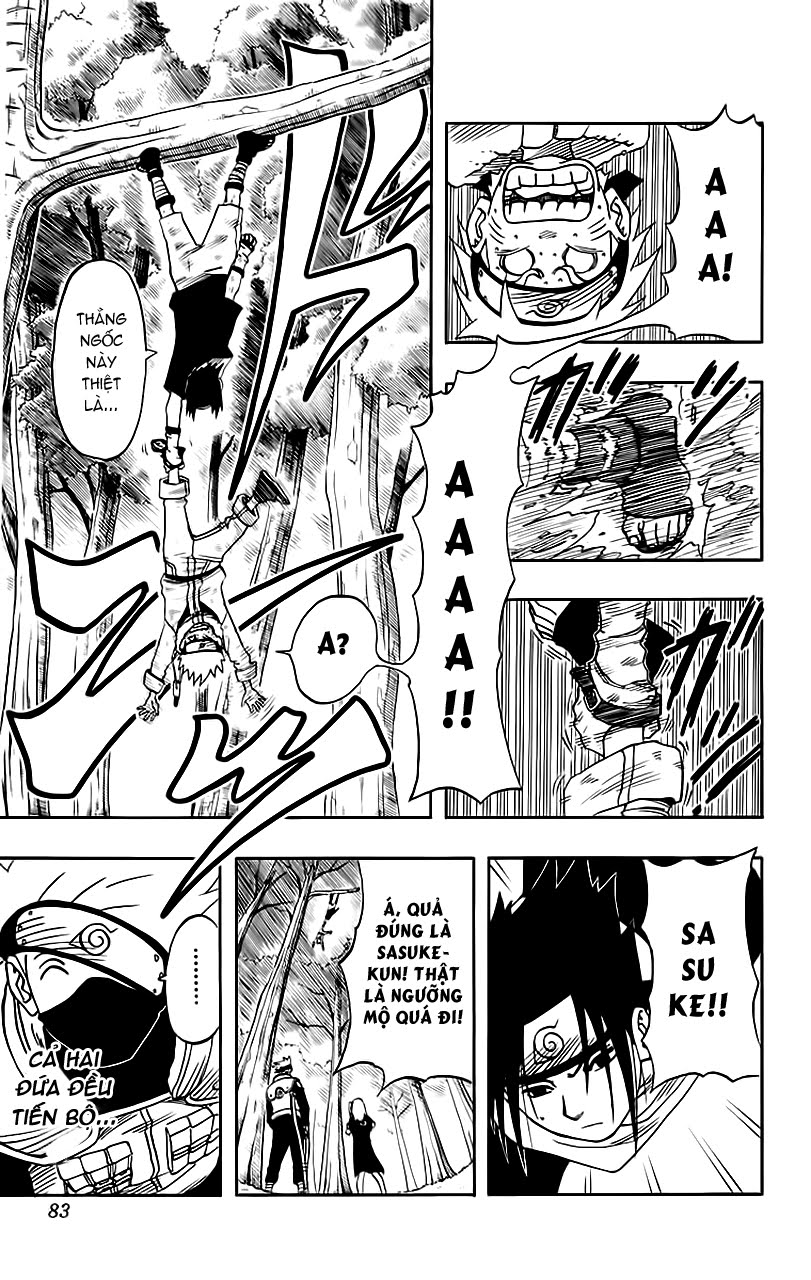 A
A
A!
A
A
A
A
A!!
A?
THẰNG
NGỐC
NÀY
THIỆT
LÀ...
SA
SU
KE!!
Á, QUẢ
ĐÚNG LÀ
SASUKE-
KUN! THẬT
LÀ NGƯỠNG
MỘ QUÁ ĐI!
.........
CẢ HAI
ĐỨA ĐỀU
TIẾN BỘ...
83